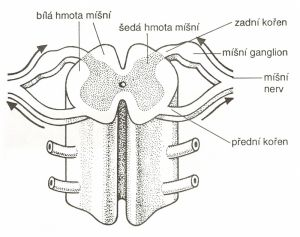 bílá hmota míšní
šedá hmota míšní
zadní kořen
míšní ganglion
míšní
nerv
přední kořen